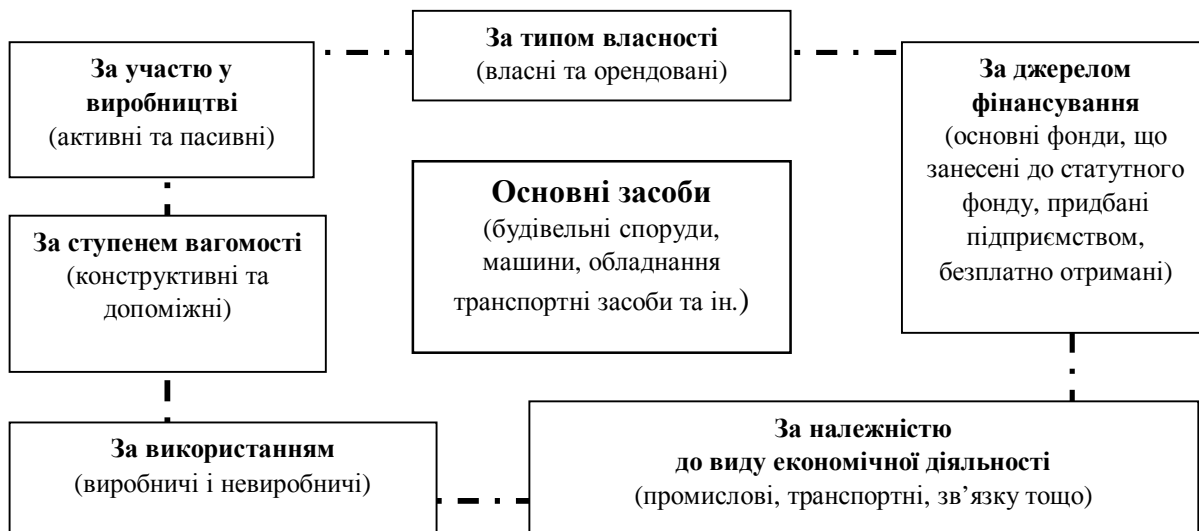 За типом власності
(власні та орендовані)
За участю у
виробництві
(активні та пасивні)
За джерелом
фінансування
(основні фонди, що
занесені до статутного
фонду, придбані
підприємством,
безплатно отримані)
Основні засоби
(будівельні споруди,
машини, обладнання
транспортні засоби та ін.)
За ступенем вагомості
(конструктивні та
допоміжні)
За використанням
(виробничі і невиробничі)
За належністю
до виду економічної діяльності
(промислові, транспортні, зв’язку тощо)